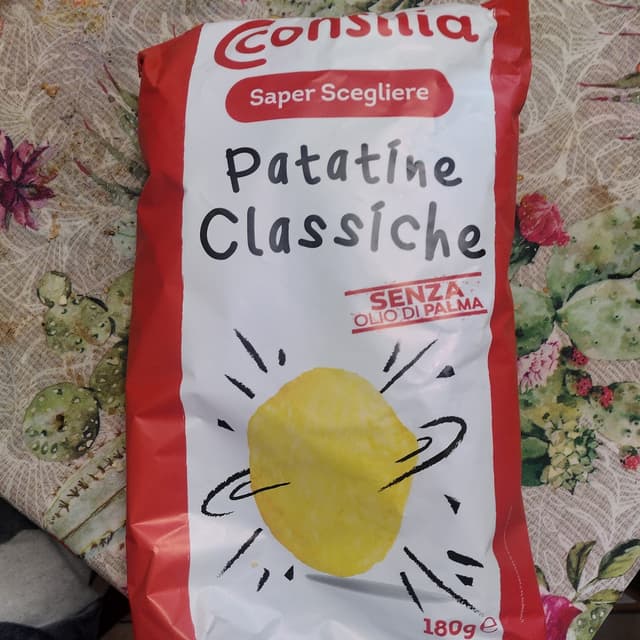 Consilia
Saper Scegliere
Patatine
Classiche
SENZA
OLIO DI PALMA
180g ℮